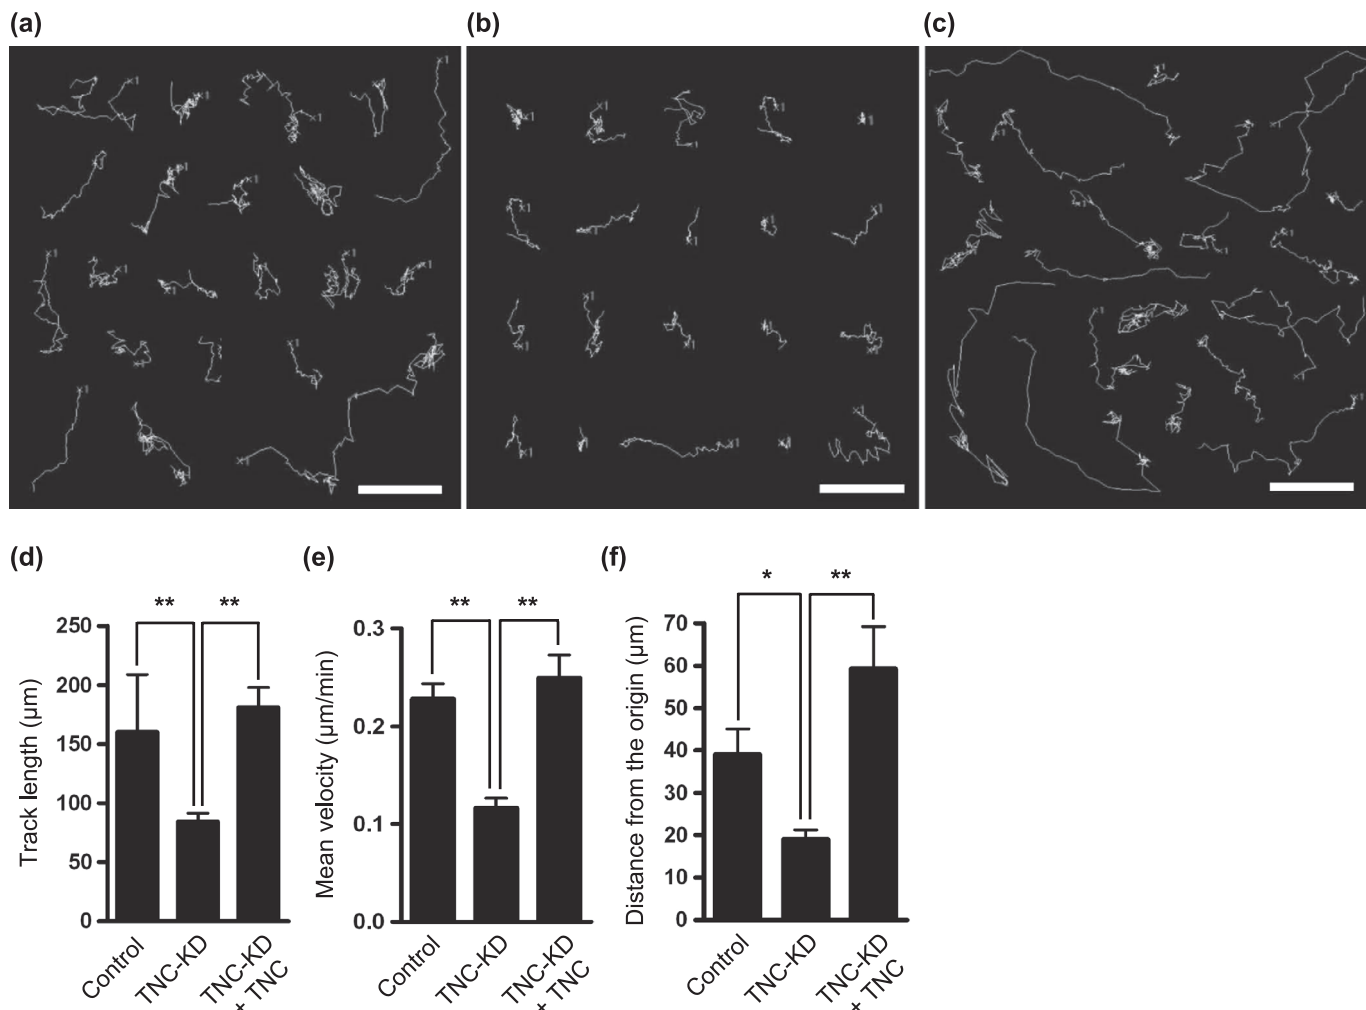 (a)
(b)
(c)
(d)
(e)
(f)
** **
** **
* **
Track length (μm)
250
200
150
100
50
0
Control
TNC-KD
TNC-KD
+ TNC
Mean velocity (μm/min)
0.3
0.2
0.1
0.0
Control
TNC-KD
TNC-KD
+ TNC
Distance from the origin (μm)
70
60
50
40
30
20
10
0
Control
TNC-KD
TNC-KD
+ TNC